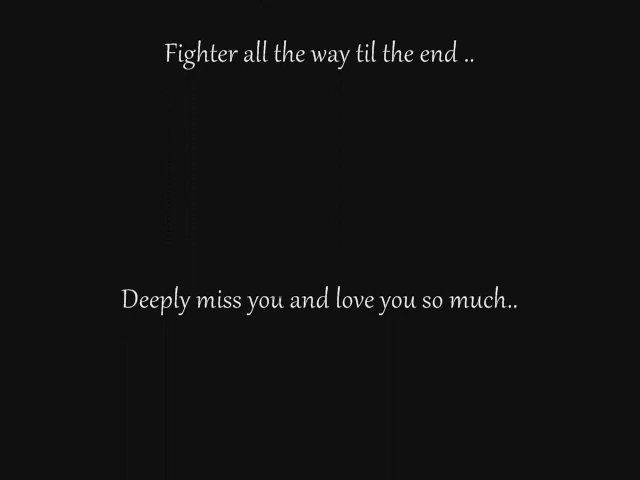 Fighter all the way til the end ..
Deeply miss you and love you so much..